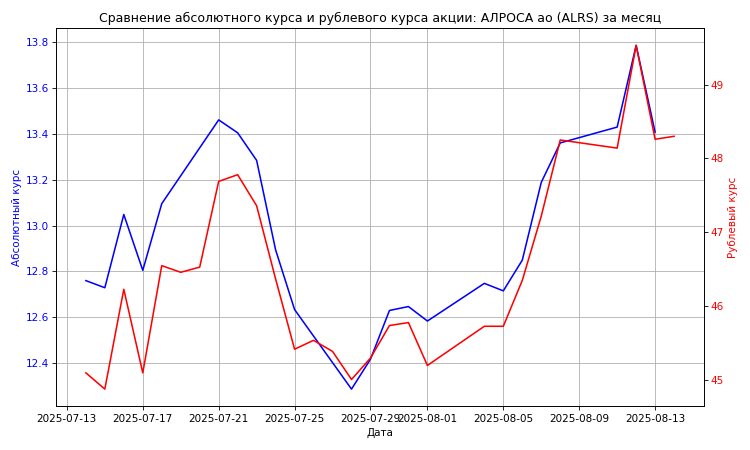 Сравнение абсолютного курса и рублевого курса акции: АЛРОСА ао (ALRS) за месяц
13.8
13.6
13.4
13.2
13.0
12.8
12.6
12.4
Абсолютный курс
49
48
47
46
45
Рублевый курс
2025-07-13 2025-07-17 2025-07-21 2025-07-25 2025-07-29 2025-08-01 2025-08-05 2025-08-09 2025-08-13
Дата